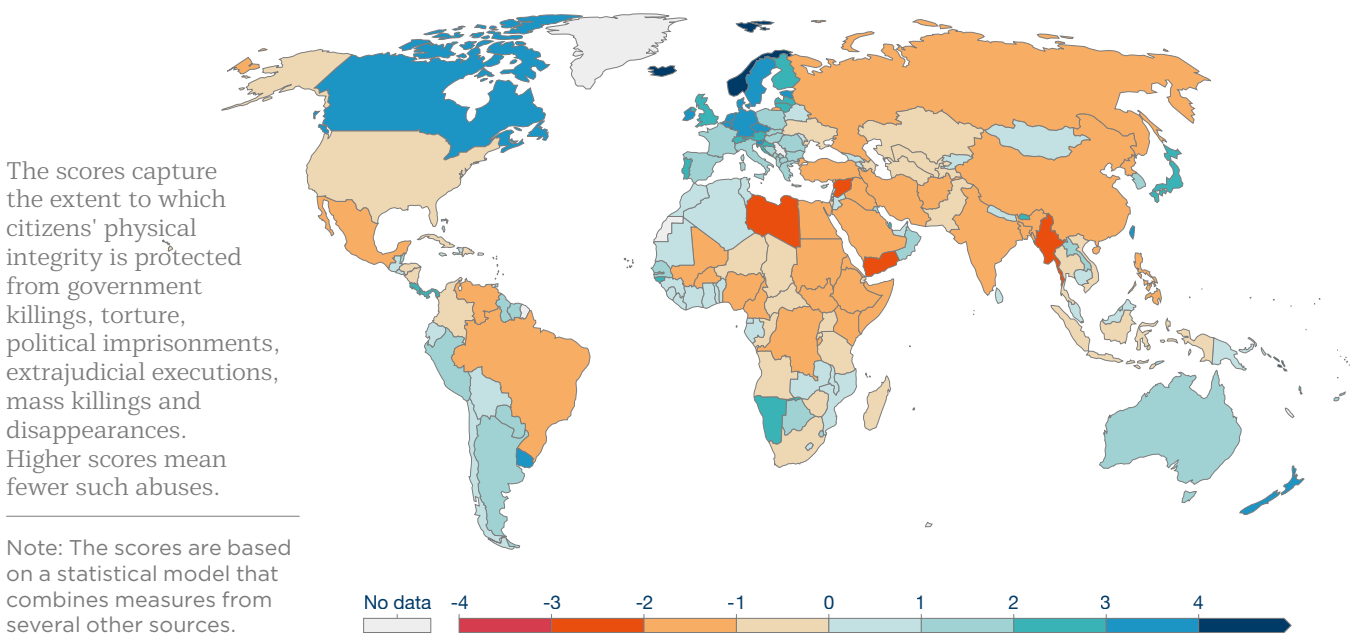 The scores capture
the extent to which
citizens' physical
integrity is protected
from government
killings, torture,
political imprisonments,
extrajudicial executions,
mass killings and
disappearances.
Higher scores mean
fewer such abuses.
Note: The scores are based
on a statistical model that
combines measures from
several other sources.
No data -4 -3 -2 -1 0 1 2 3 4